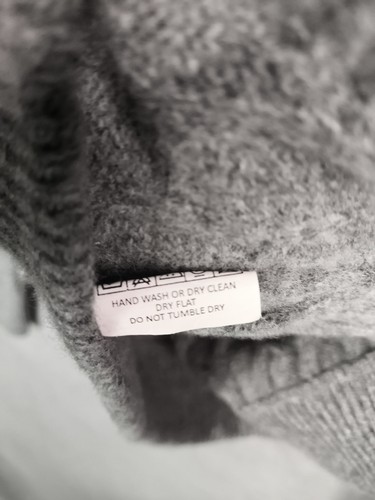 HAND WASH OR DRY CLEAN
DRY FLAT
DO NOT TUMBLE DRY